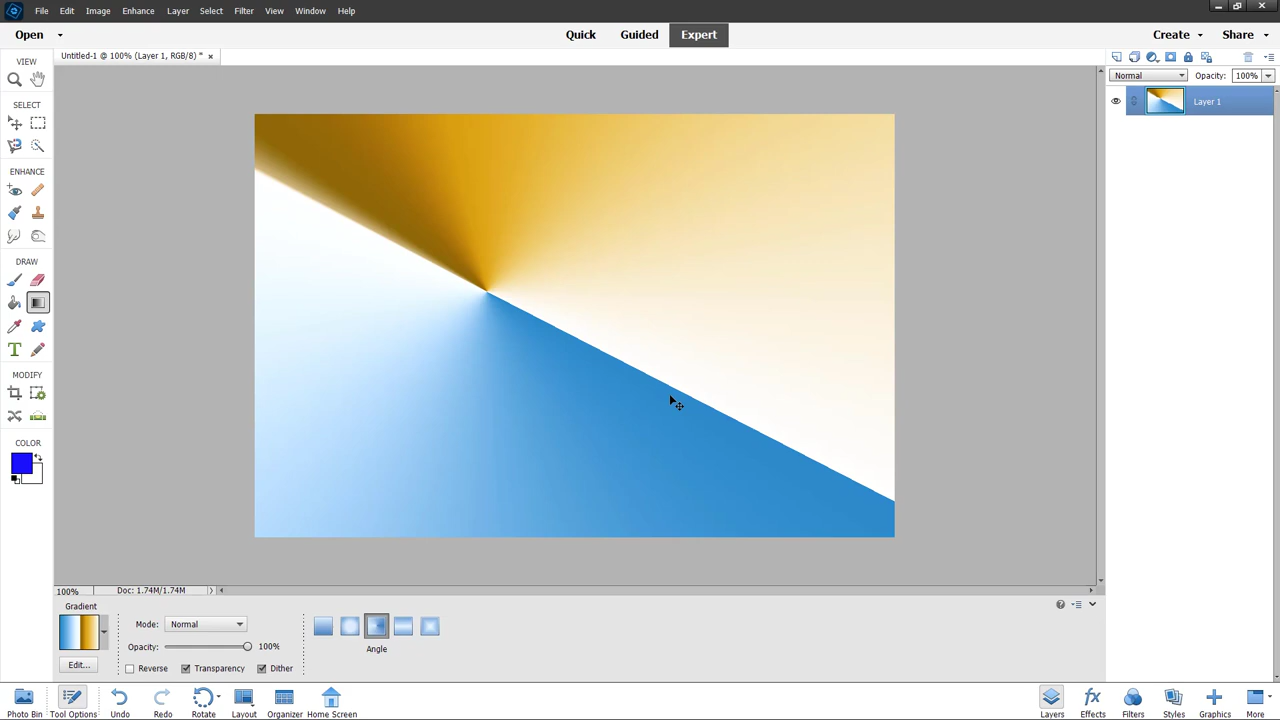 File Edit Image Enhance Layer Select Filter View Window Help
Open Quick Guided Expert Create Share
Untitled-1 @ 100% (Layer 1, RGB/8) *
VIEW
Normal Opacity: 100%
SELECT
Layer 1
ENHANCE
DRAW
MODIFY
COLOR
100% Doc: 1.74M/1.74M
Gradient
Mode: Normal
Opacity: 100%
Angle
Edit... Reverse Transparency Dither
Photo Bin Tool Options Undo Redo Rotate Layout Organizer Home Screen Layers Effects Filters Styles Graphics More